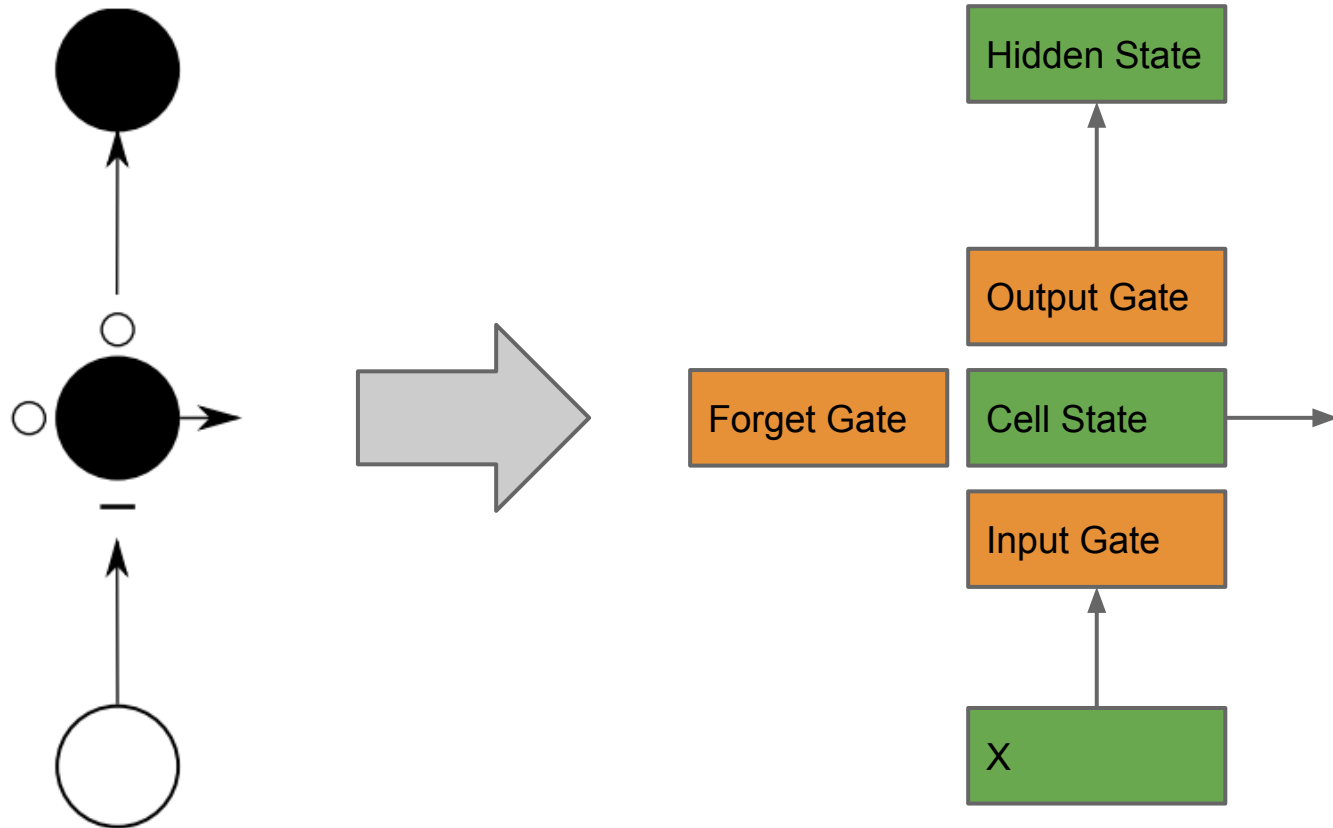 Hidden State
Output Gate
Forget Gate
Cell State
Input Gate
X